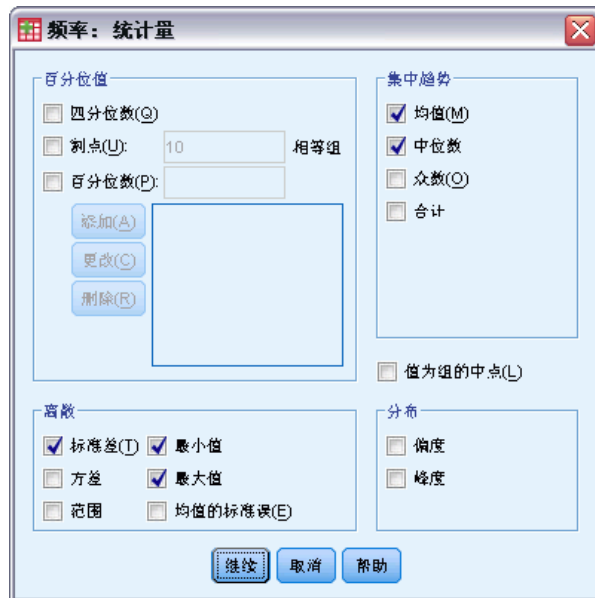 频率：统计量
百分位值
四分位数(Q)
割点(U): 10 相等组
百分位数(P):
添加(A)
更改(C)
删除(R)
集中趋势
均值(M)
中位数
众数(O)
合计
值为组的中点(L)
离散
标准差(T) 最小值
方差 最大值
范围 均值的标准误(E)
分布
偏度
峰度
继续 取消 帮助